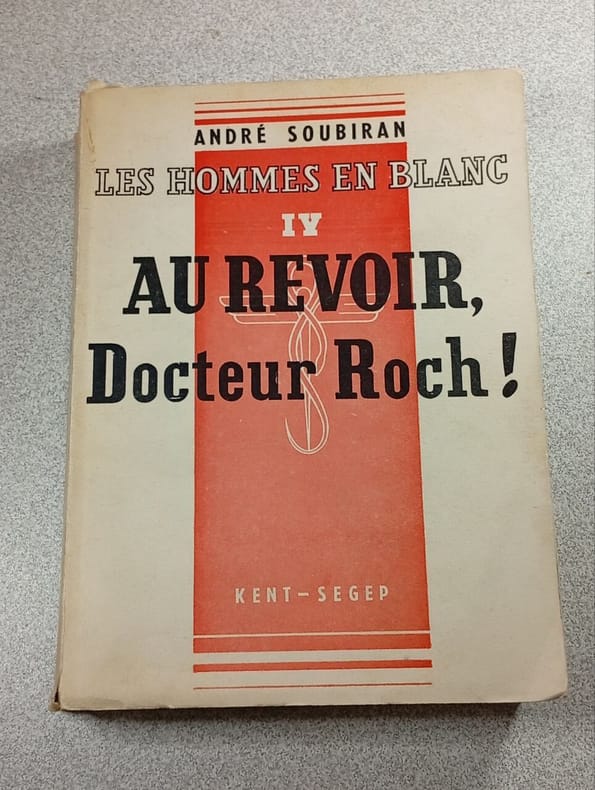 ANDRÉ SOUBIRAN
LES HOMMES EN BLANC
IV
AU REVOIR,
Docteur Roch!
KENT-SEGEP